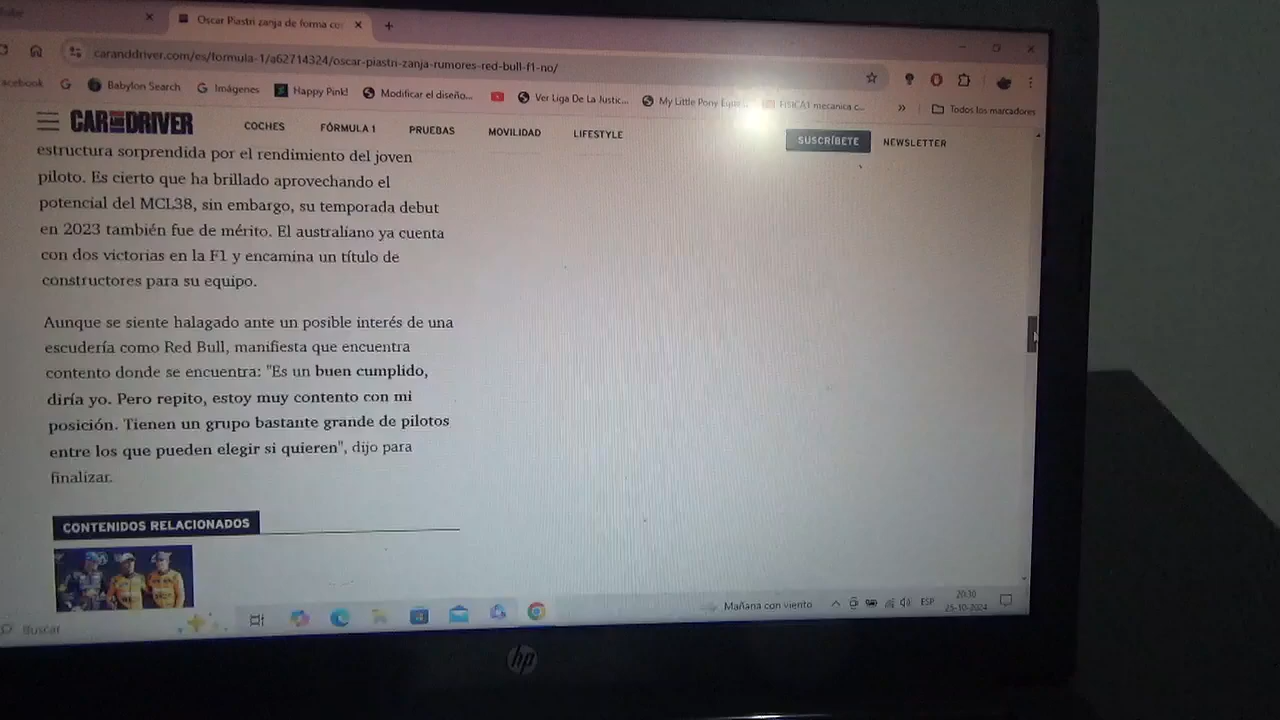 Oscar Piastri zanja de forma co
caranddriver.com/es/formula-1/a62714324/oscar-piastri-zanja-rumores-red-bull-f1-no/
acebook
Babylon Search
Imágenes
Happy Pink!
Modificar el diseño...
Ver Liga De La Justic...
My Little Pony Eque
FISICA1 mecanica c...
»
Todos los marcadores
CAR AND DRIVER
COCHES
FÓRMULA 1
PRUEBAS
MOVILIDAD
LIFESTYLE
SUSCRÍBETE
NEWSLETTER
estructura sorprendida por el rendimiento del joven
piloto. Es cierto que ha brillado aprovechando el
potencial del MCL38, sin embargo, su temporada debut
en 2023 también fue de mérito. El australiano ya cuenta
con dos victorias en la F1 y encamina un título de
constructores para su equipo.
Aunque se siente halagado ante un posible interés de una
escudería como Red Bull, manifiesta que encuentra
contento donde se encuentra: "Es un buen cumplido,
diría yo. Pero repito, estoy muy contento con mi
posición. Tienen un grupo bastante grande de pilotos
entre los que pueden elegir si quieren", dijo para
finalizar.
CONTENIDOS RELACIONADOS
Buscar
Mañana con viento
ESP
20:30
25-10-2024
hp